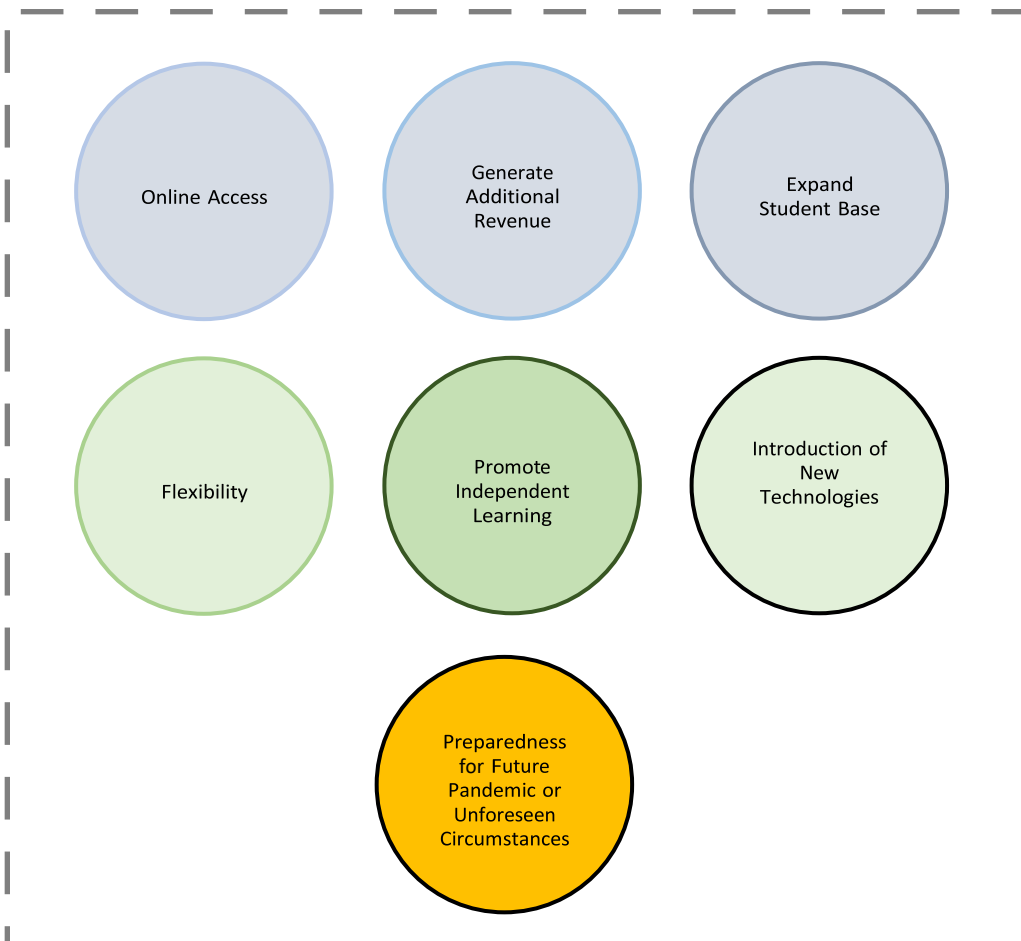 Online Access
Generate
Additional
Revenue
Expand
Student Base
Flexibility
Promote
Independent
Learning
Introduction of
New
Technologies
Preparedness
for Future
Pandemic or
Unforeseen
Circumstances